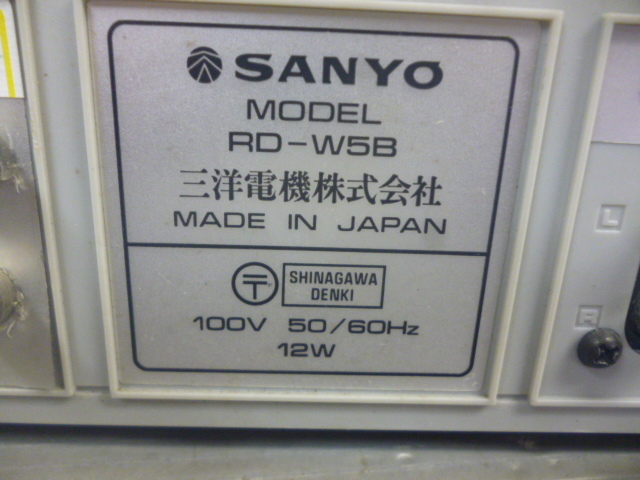 SANYO
MODEL
RD-W5B
三洋電機株式会社
MADE IN JAPAN
〒 SHINAGAWA
DENKI
100V 50/60Hz
12W
L
R